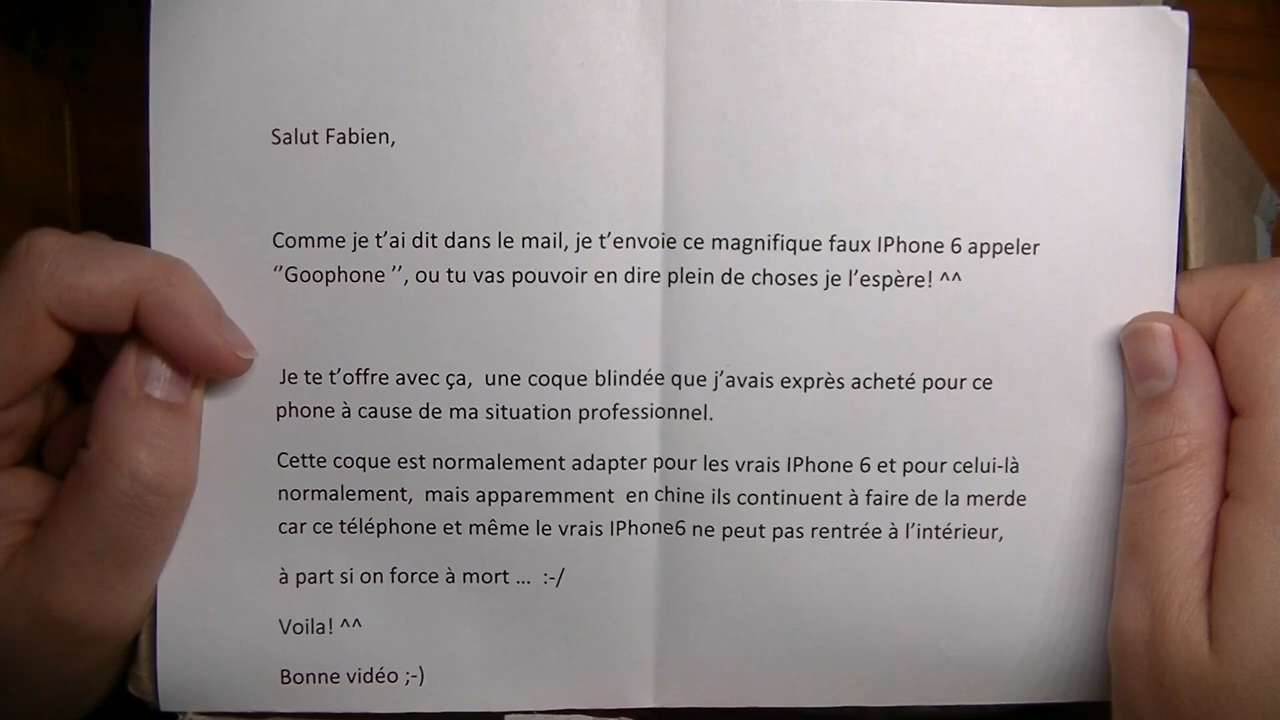 Salut Fabien,
Comme je t’ai dit dans le mail, je t’envoie ce magnifique faux IPhone 6 appeler
‘’Goophone ’’, ou tu vas pouvoir en dire plein de choses je l’espère! ^^
Je te t’offre avec ça,  une coque blindée que j’avais exprès acheté pour ce
phone à cause de ma situation professionnel.
Cette coque est normalement adapter pour les vrais IPhone 6 et pour celui-là
normalement,  mais apparemment  en chine ils continuent à faire de la merde
car ce téléphone et même le vrais IPhone6 ne peut pas rentrée à l’intérieur,
à part si on force à mort …  :-/
Voila! ^^
Bonne vidéo ;-)